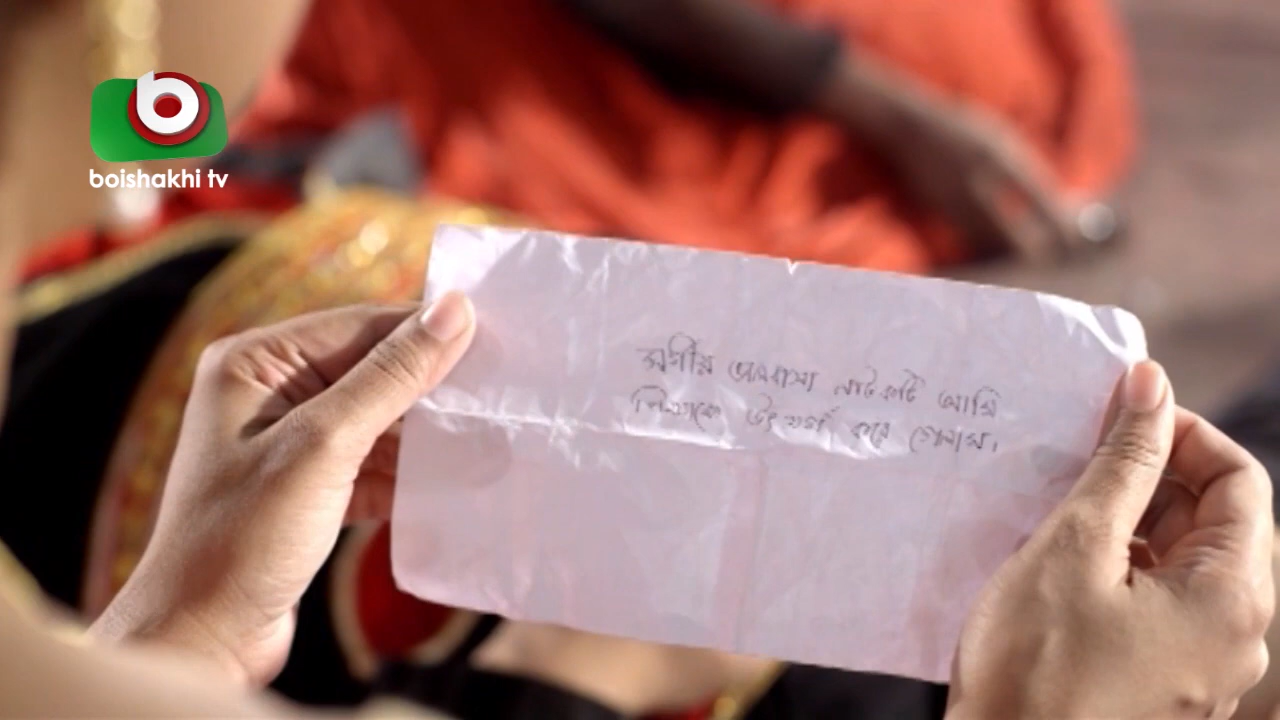 boishakhi tv
স্বর্গীয় ভালবাসা নাটকটি আমি
উৎসর্গ করে গেলাম।